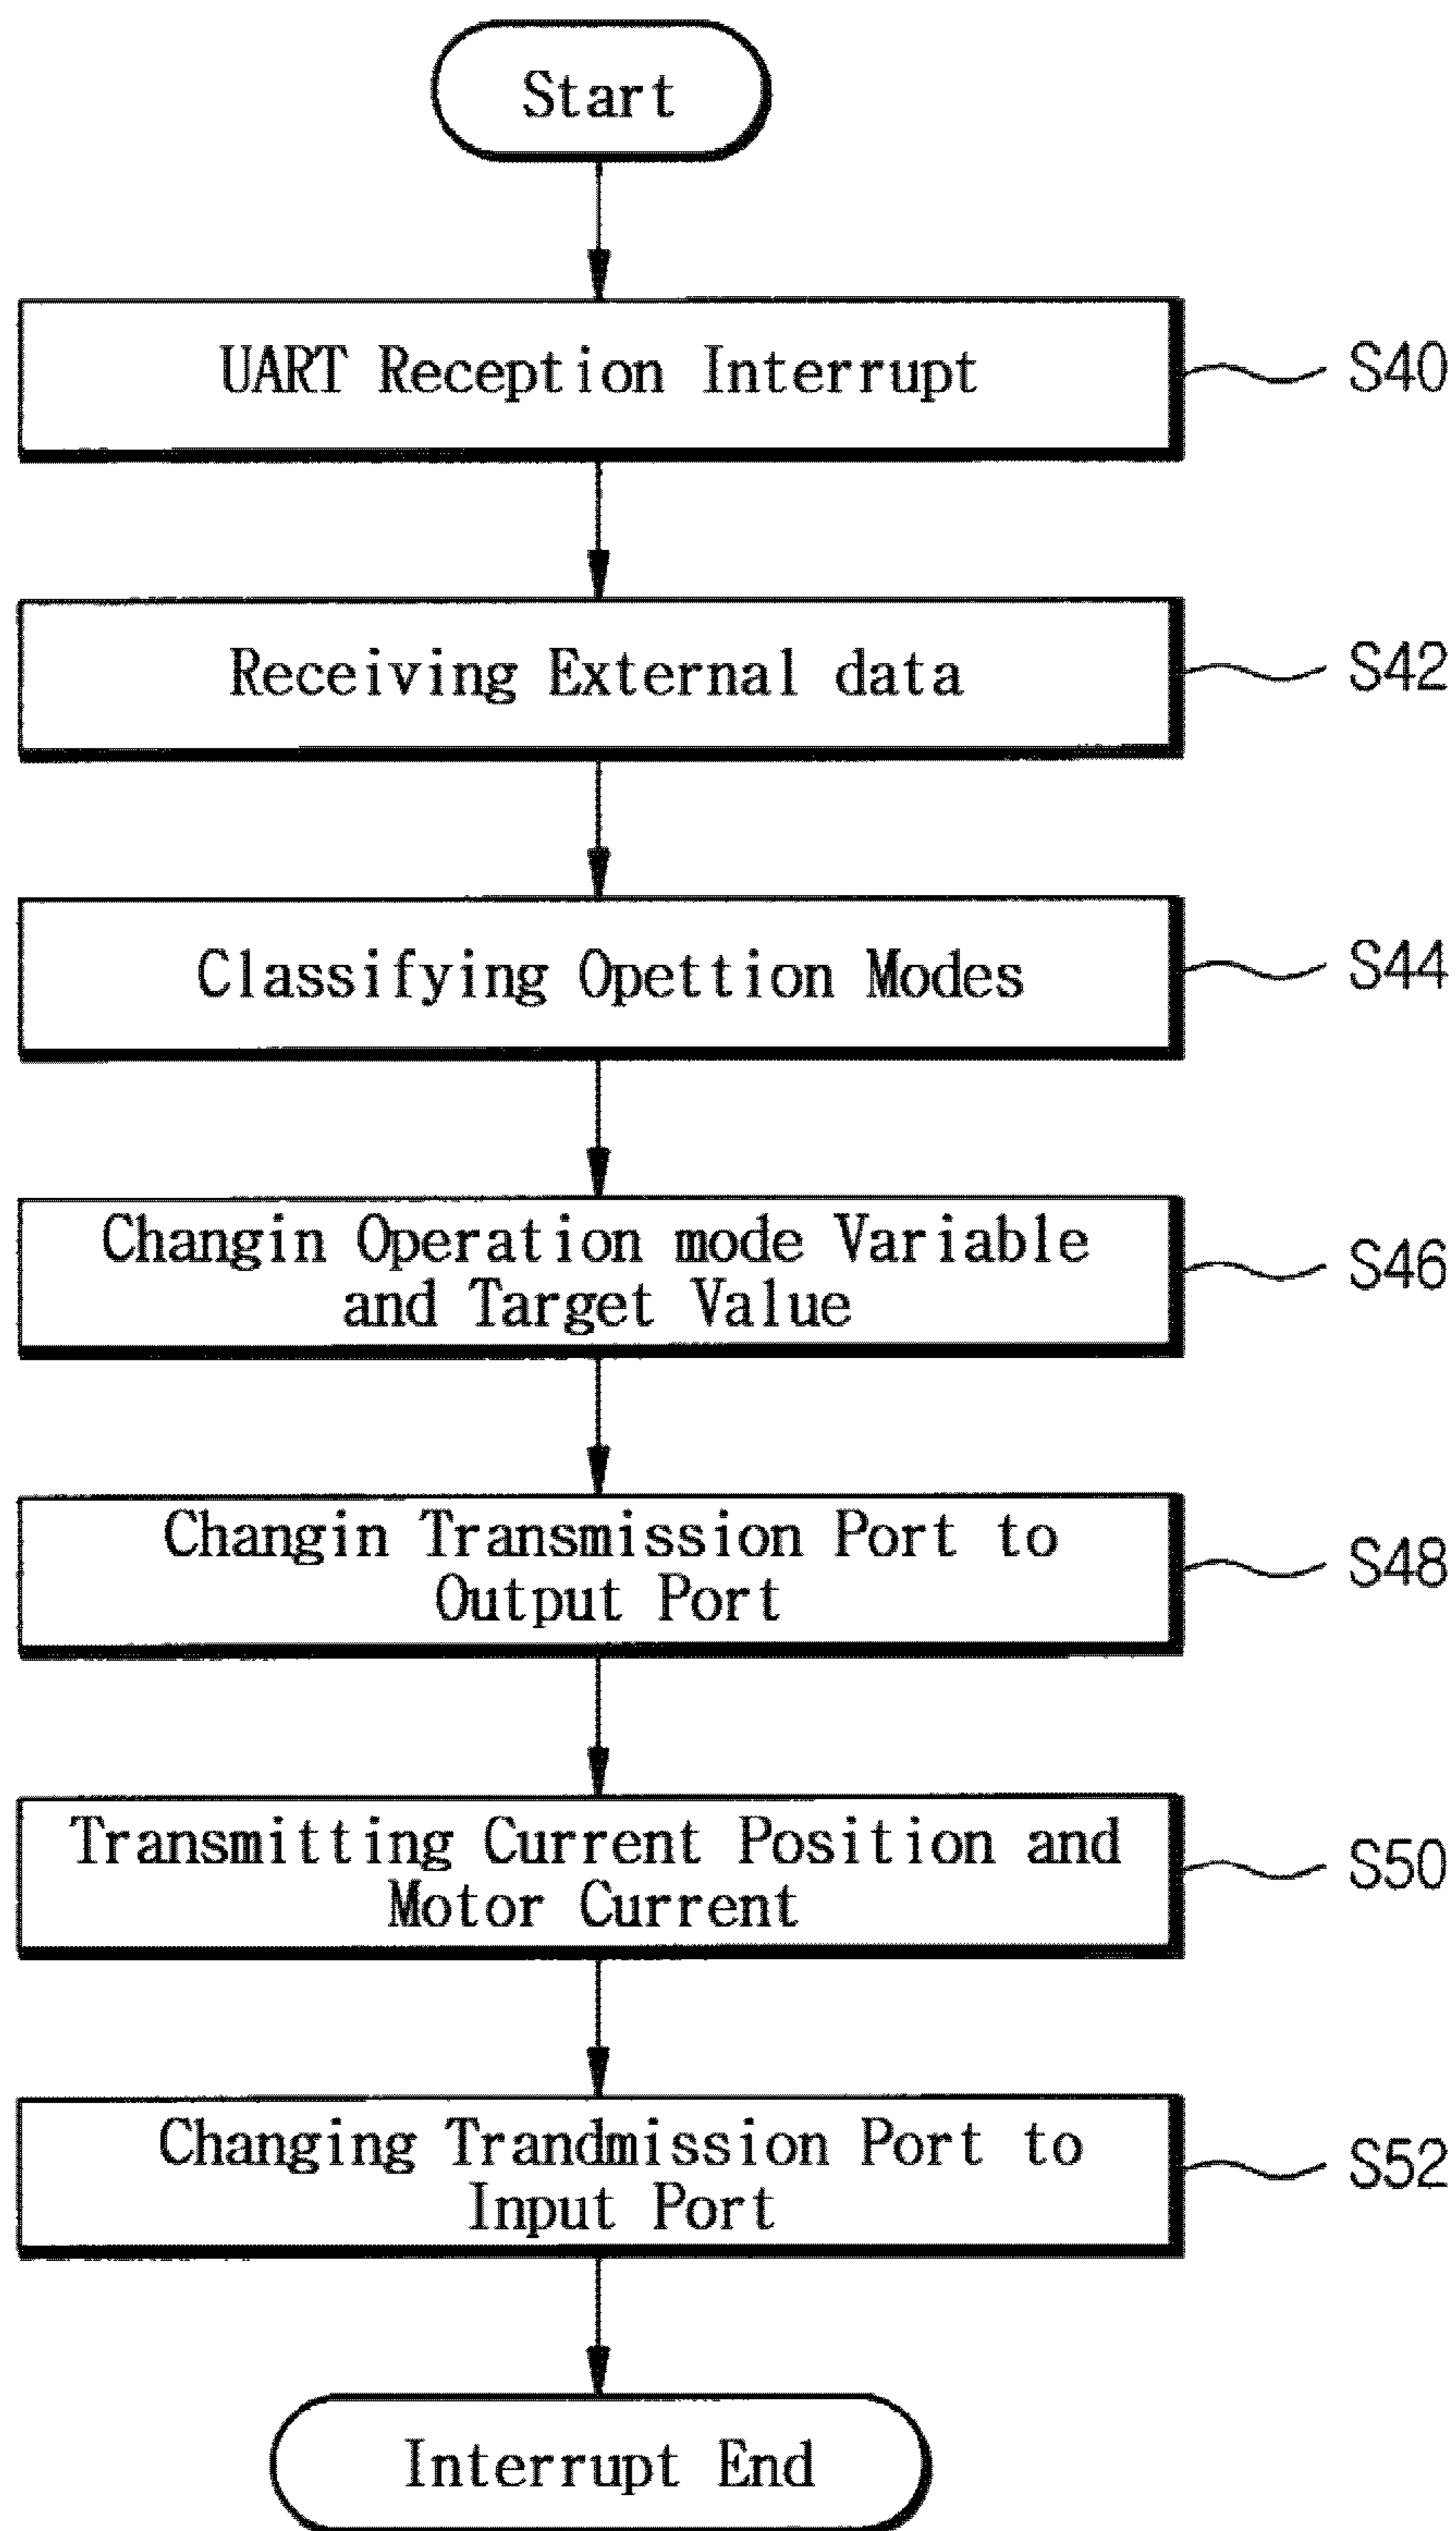 Start
UART Reception Interrupt
S40
Receiving External data
S42
Classifying Opettion Modes
S44
Changin Operation mode Variable
and Target Value
S46
Changin Transmission Port to
Output Port
S48
Transmitting Current Position and
Motor Current
S50
Changing Trandmission Port to
Input Port
S52
Interrupt End